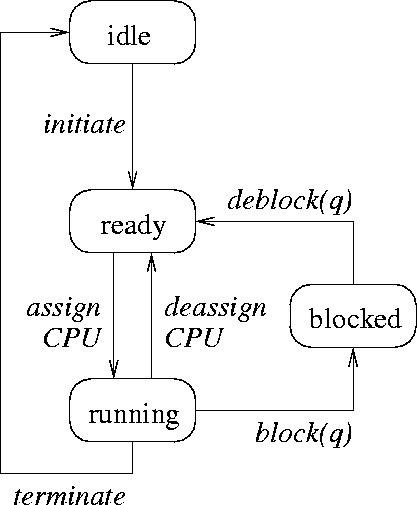 idle
initiate
deblock(q)
ready
assign
CPU
deassign
CPU
blocked
running
block(q)
terminate